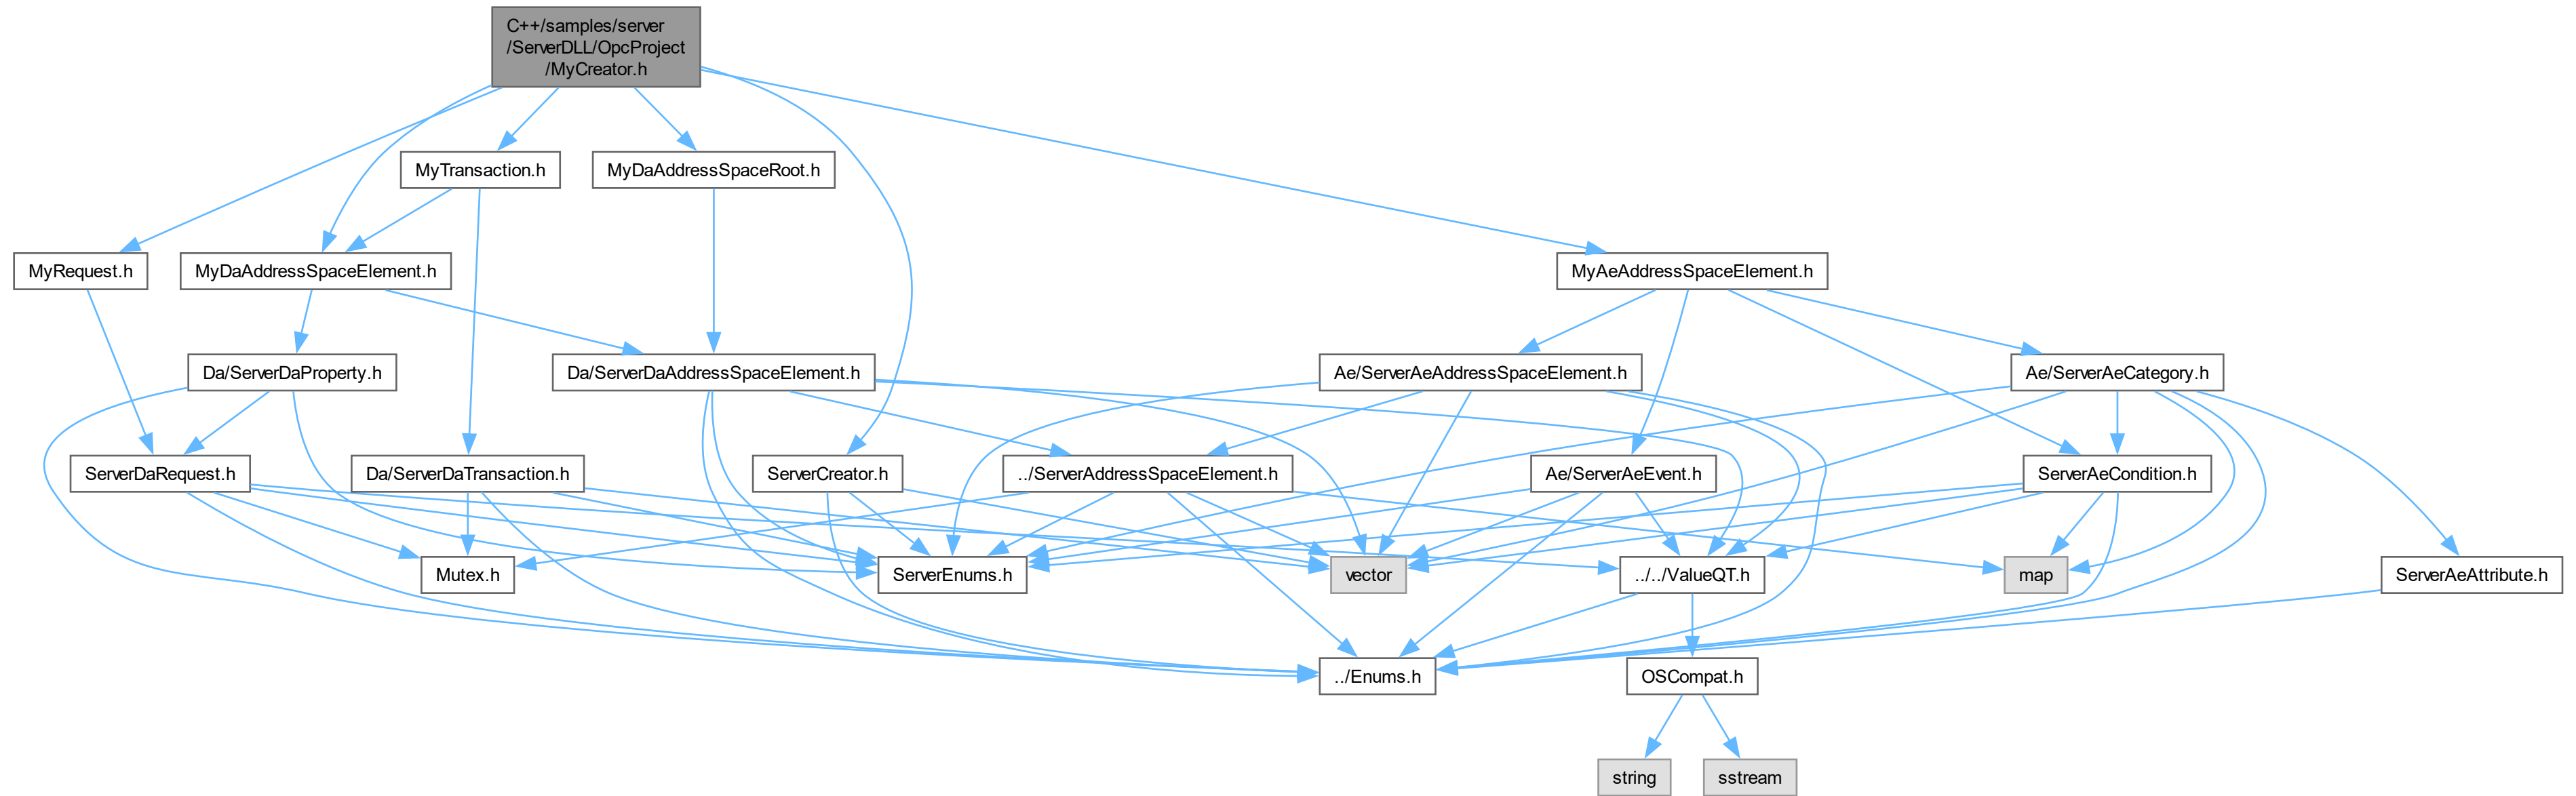 C++/samples/server
/ServerDLL/OpcProject
/MyCreator.h
MyTransaction.h
MyDaAddressSpaceRoot.h
MyRequest.h
MyDaAddressSpaceElement.h
MyAeAddressSpaceElement.h
Da/ServerDaProperty.h
Da/ServerDaAddressSpaceElement.h
Ae/ServerAeAddressSpaceElement.h
Ae/ServerAeCategory.h
ServerDaRequest.h
Da/ServerDaTransaction.h
ServerCreator.h
../ServerAddressSpaceElement.h
Ae/ServerAeEvent.h
ServerAeCondition.h
Mutex.h
ServerEnums.h
vector
../../ValueQT.h
map
ServerAeAttribute.h
../Enums.h
OSCompat.h
string
sstream